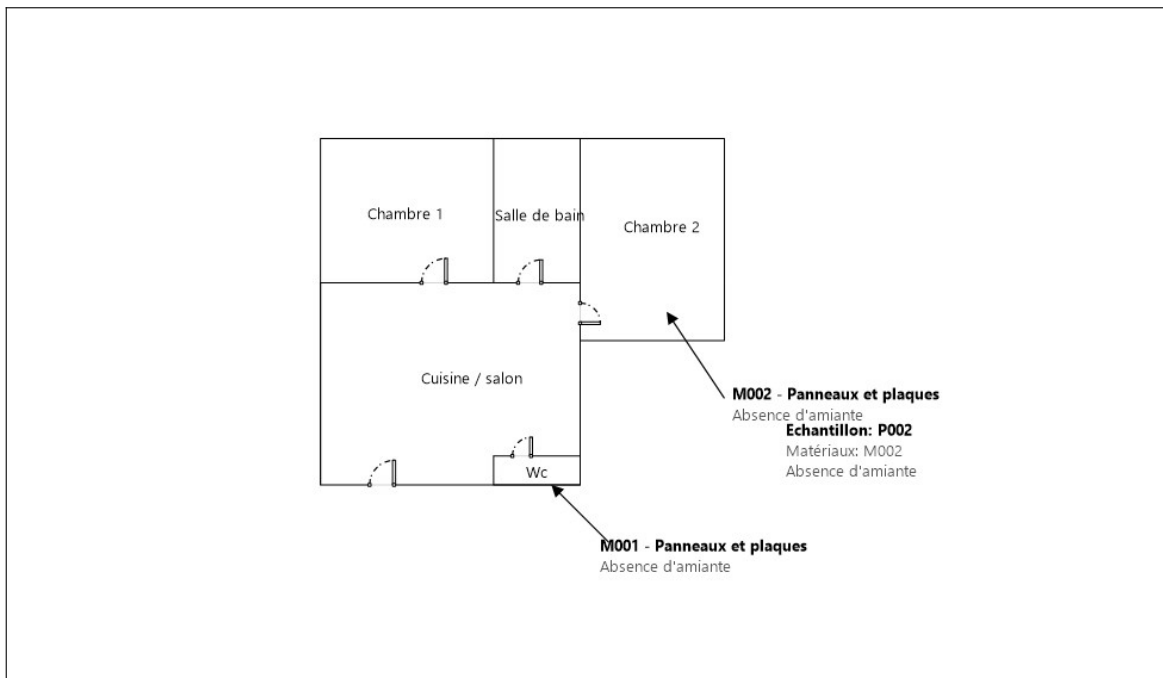 Chambre 1
Salle de bain
Chambre 2
Cuisine / salon
M002 - Panneaux et plaques
Absence d'amiante
Echantillon: P002
Matériaux: M002
Absence d'amiante
Wc
M001 - Panneaux et plaques
Absence d'amiante